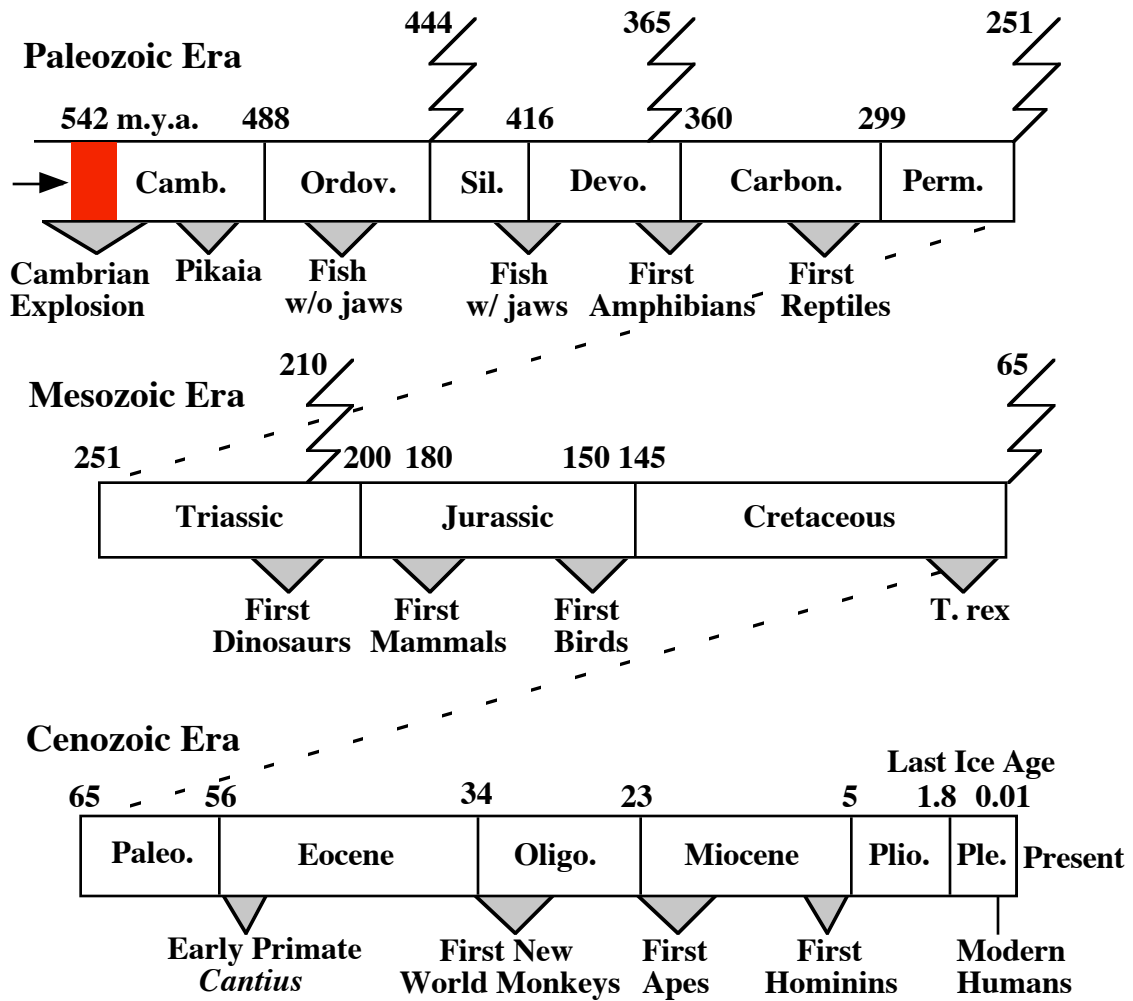 444 365 251
Paleozoic Era
542 m.y.a. 488 416 360 299
Camb. Ordov. Sil. Devo. Carbon. Perm.
Cambrian Explosion
Pikaia
Fish w/o jaws
Fish w/ jaws
First Amphibians
First Reptiles
210 65
Mesozoic Era
251 200 180 150 145
Triassic Jurassic Cretaceous
First Dinosaurs
First Mammals
First Birds
T. rex
Cenozoic Era
Last Ice Age
65 56 34 23 5 1.8 0.01
Paleo. Eocene Oligo. Miocene Plio. Ple. Present
Early Primate Cantius
First New World Monkeys
First Apes
First Hominins
Modern Humans